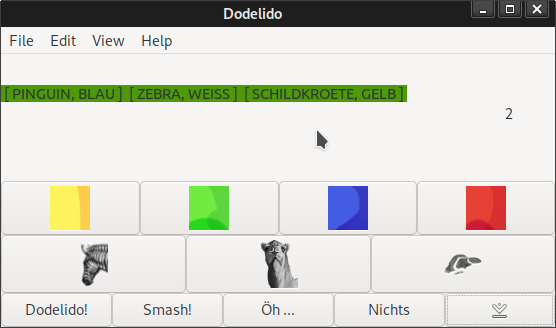 Dodelido
File Edit View Help
[ PINGUIN, BLAU ] [ ZEBRA, WEISS ] [ SCHILDKROETE, GELB ]
2
Dodelido! Smash! Öh ... Nichts